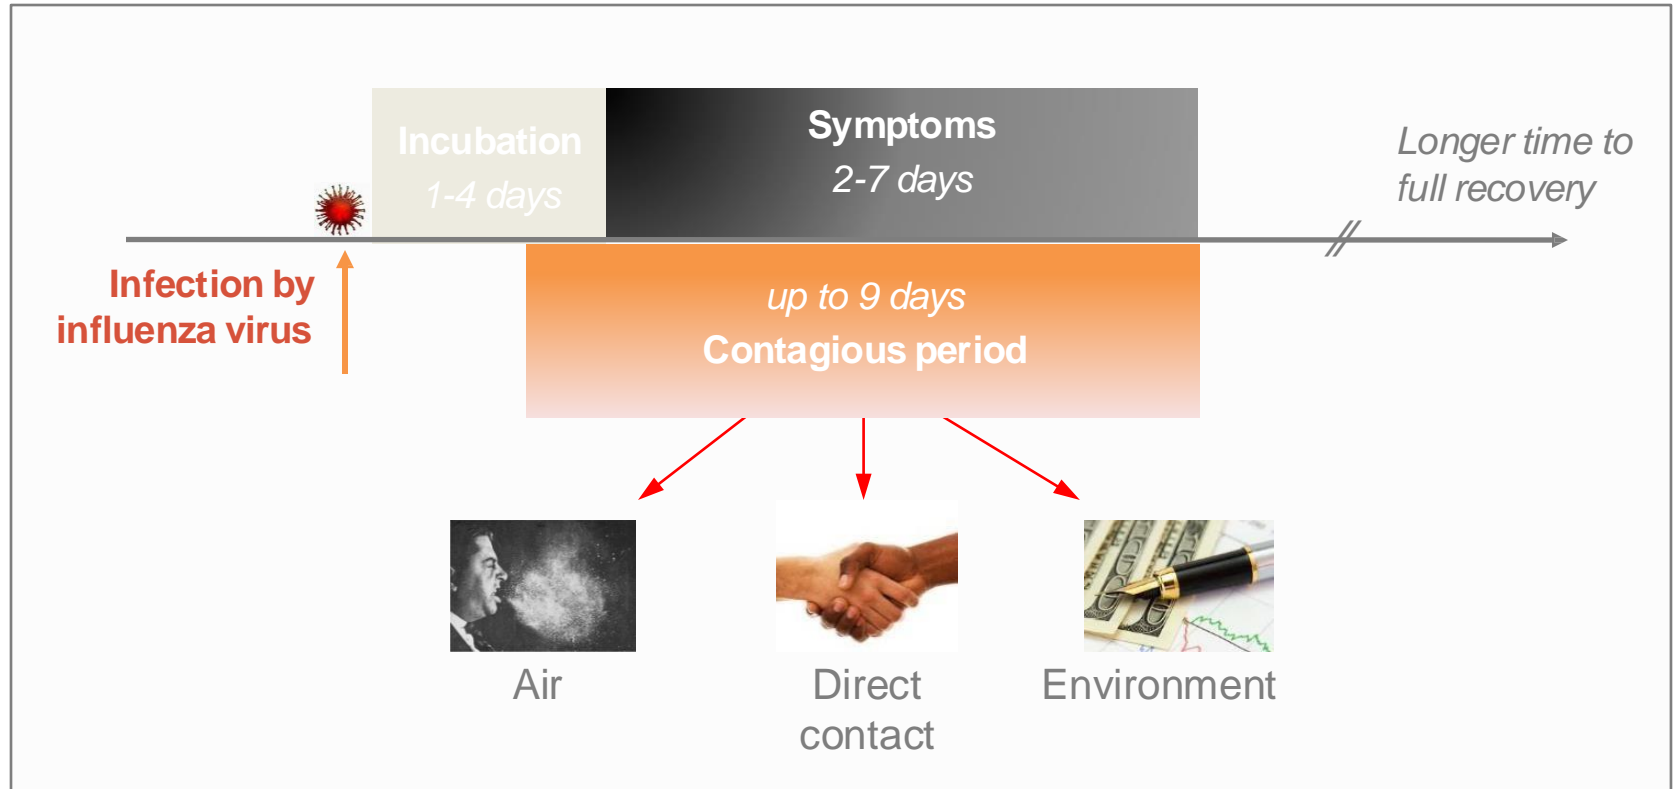 Incubation
1-4 days
Symptoms
2-7 days
Longer time to
full recovery
Infection by
influenza virus
up to 9 days
Contagious period
Air
Direct
contact
Environment